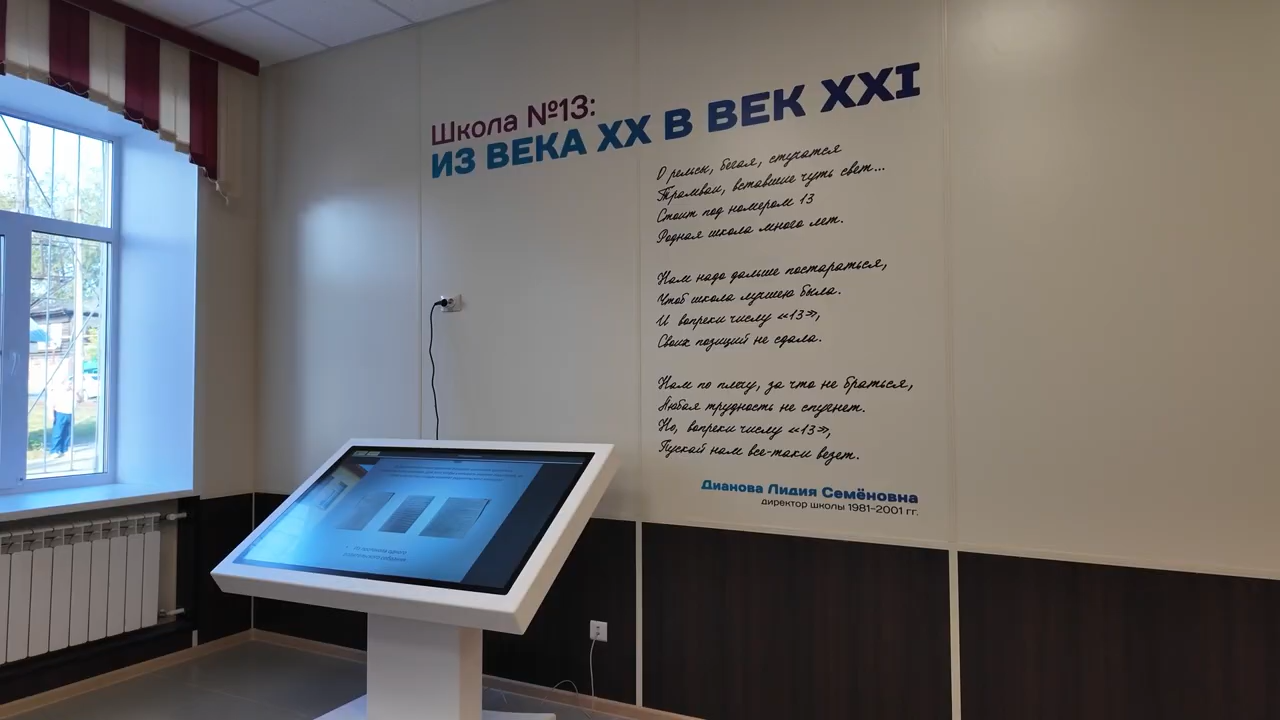 Школа №13:
ИЗ ВЕКА XX В ВЕК XXI
О рельсы, бегая, стучатся
Трамваи, вставшие чуть свет...
Стоит под номером 13
Родная школа много лет.
Нам надо дальше постараться,
Чтоб школа лучшею была.
И вопреки числу «13»,
Своих позиций не сдала.
Нам по плечу, за что не браться,
Любая трудность не спугнет.
Но, вопреки числу «13»,
Пускай нам все-таки везет.
Дианова Лидия Семёновна
директор школы 1981–2001 гг.